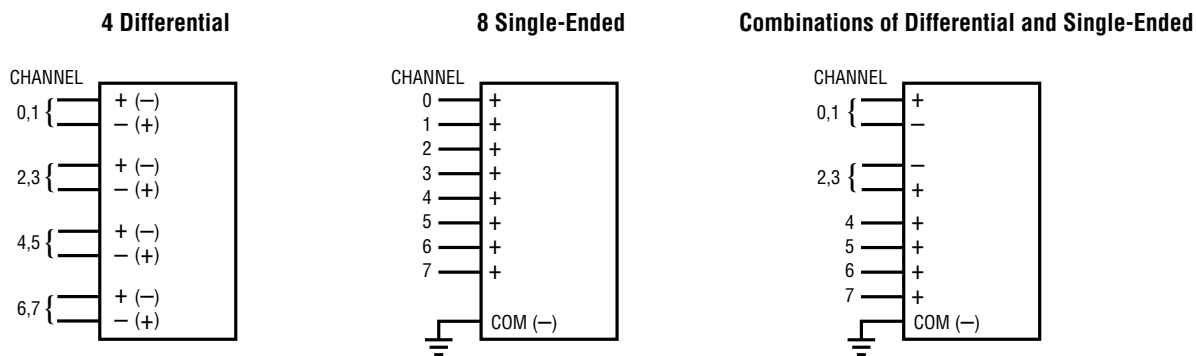 4 Differential
CHANNEL
0,1 { + (–)
– (+)
2,3 { + (–)
– (+)
4,5 { + (–)
– (+)
6,7 { + (–)
– (+)
8 Single-Ended
CHANNEL
0 +
1 +
2 +
3 +
4 +
5 +
6 +
7 +
COM (–)
Combinations of Differential and Single-Ended
CHANNEL
0,1 { +
–
2,3 { –
+
4 +
5 +
6 +
7 +
COM (–)